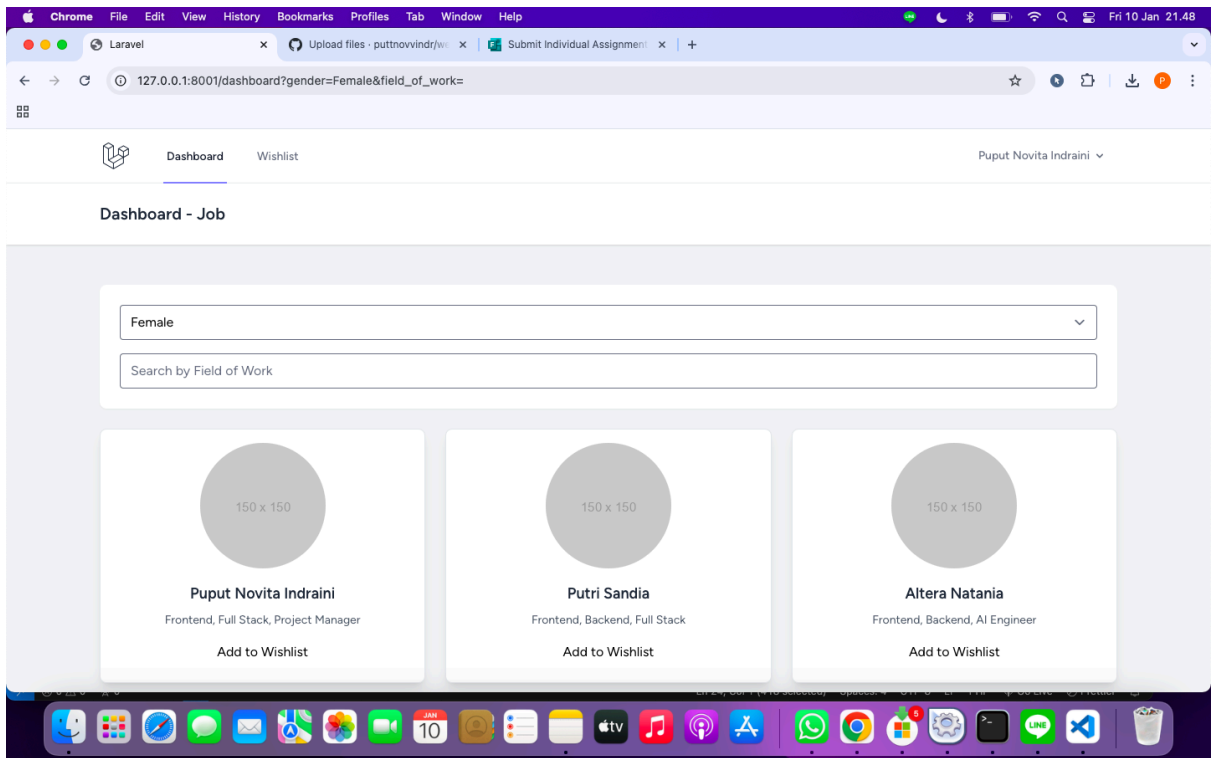 Chrome File Edit View History Bookmarks Profiles Tab Window Help Fri 10 Jan 21.48
Laravel Upload files · puttnovvindr/we Submit Individual Assignment
127.0.0.1:8001/dashboard?gender=Female&field_of_work=
P
Dashboard Wishlist Puput Novita Indraini
Dashboard - Job
Female
Search by Field of Work
150 x 150 150 x 150 150 x 150
Puput Novita Indraini Putri Sandia Altera Natania
Frontend, Full Stack, Project Manager Frontend, Backend, Full Stack Frontend, Backend, AI Engineer
Add to Wishlist Add to Wishlist Add to Wishlist
JAN
10
tv
5
LINE